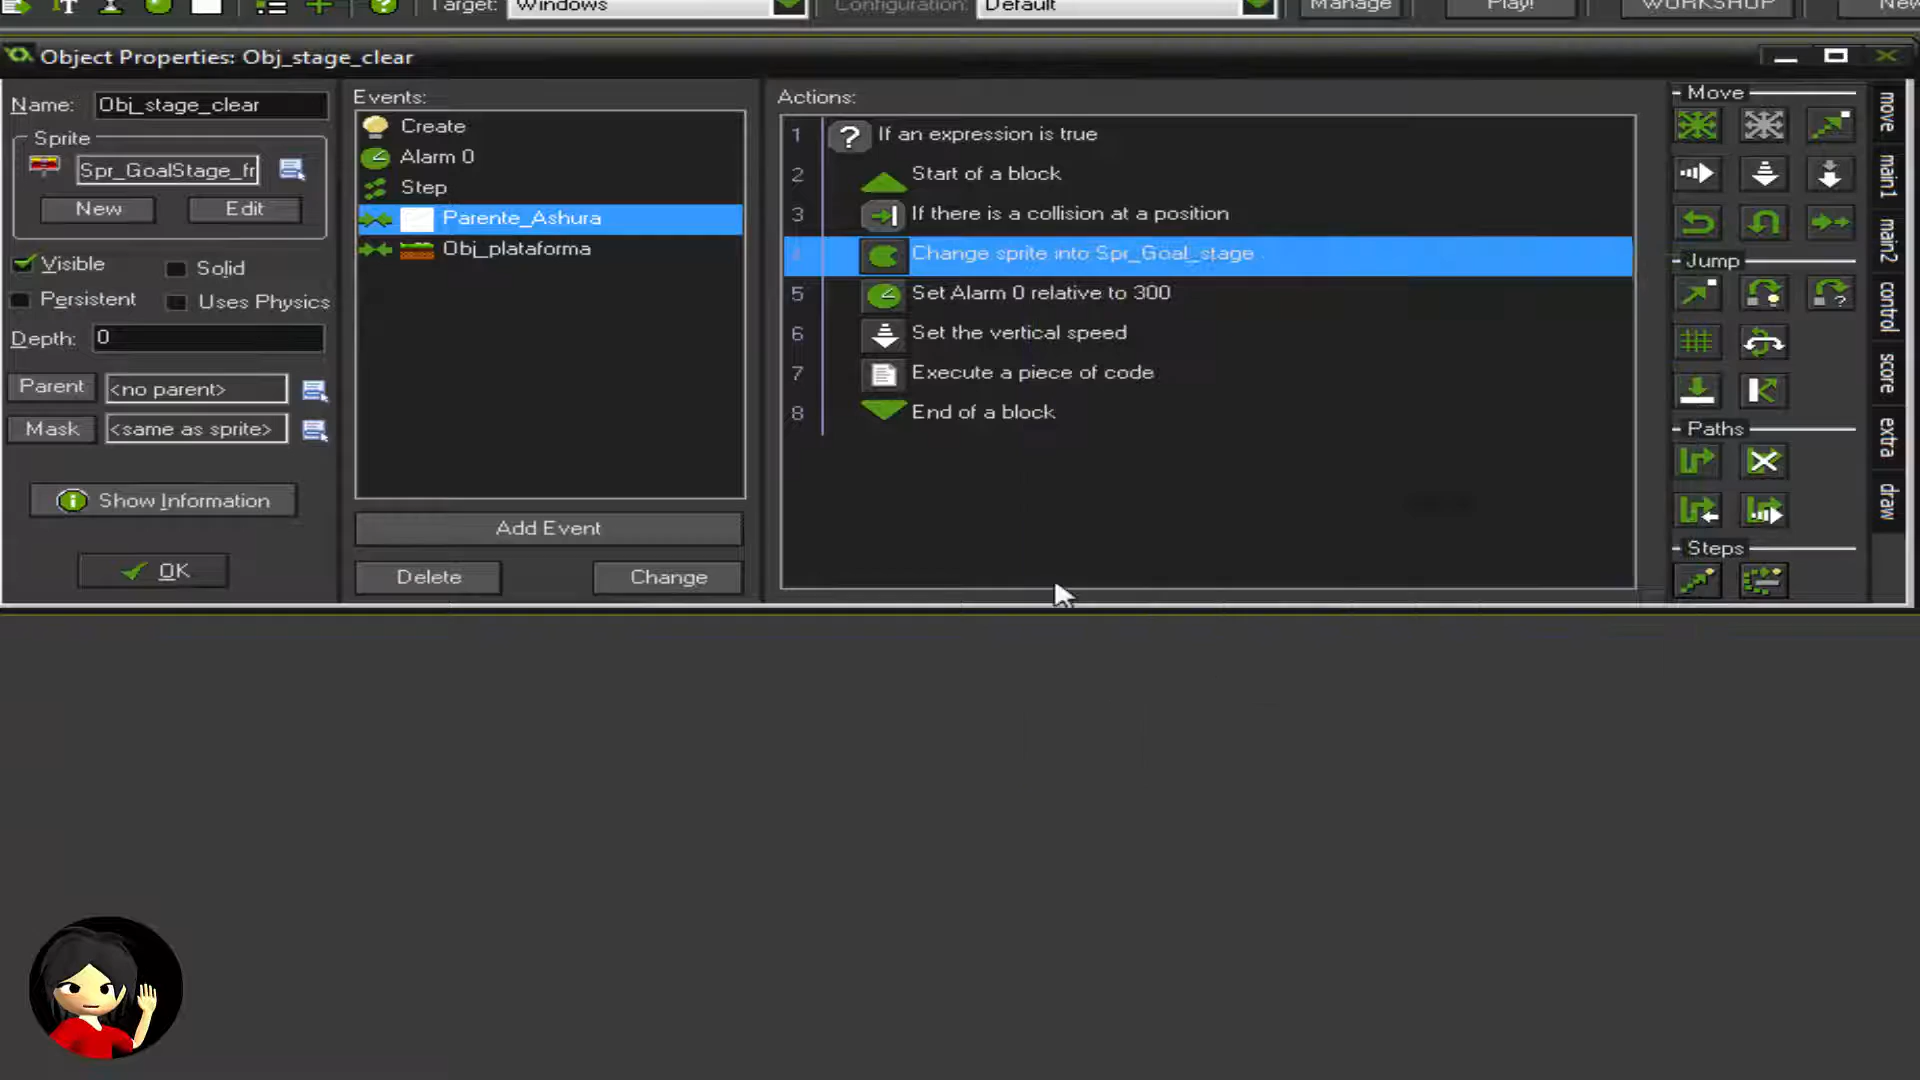 Target: Windows Configuration: Default Manage Play! WORKSHOP New
Object Properties: Obj_stage_clear
Name: Obj_stage_clear
Sprite
Spr_GoalStage_fr
New Edit
Visible Solid
Persistent Uses Physics
Depth: 0
Parent <no parent>
Mask <same as sprite>
Show Information
OK
Events:
Create
Alarm 0
Step
Parente_Ashura
Obj_plataforma
Add Event
Delete Change
Actions:
1 If an expression is true
2 Start of a block
3 If there is a collision at a position
Change sprite into Spr_Goal_stage
5 Set Alarm 0 relative to 300
6 Set the vertical speed
7 Execute a piece of code
8 End of a block
Move
Jump
Paths
Steps
move
main1
main2
control
score
extra
draw